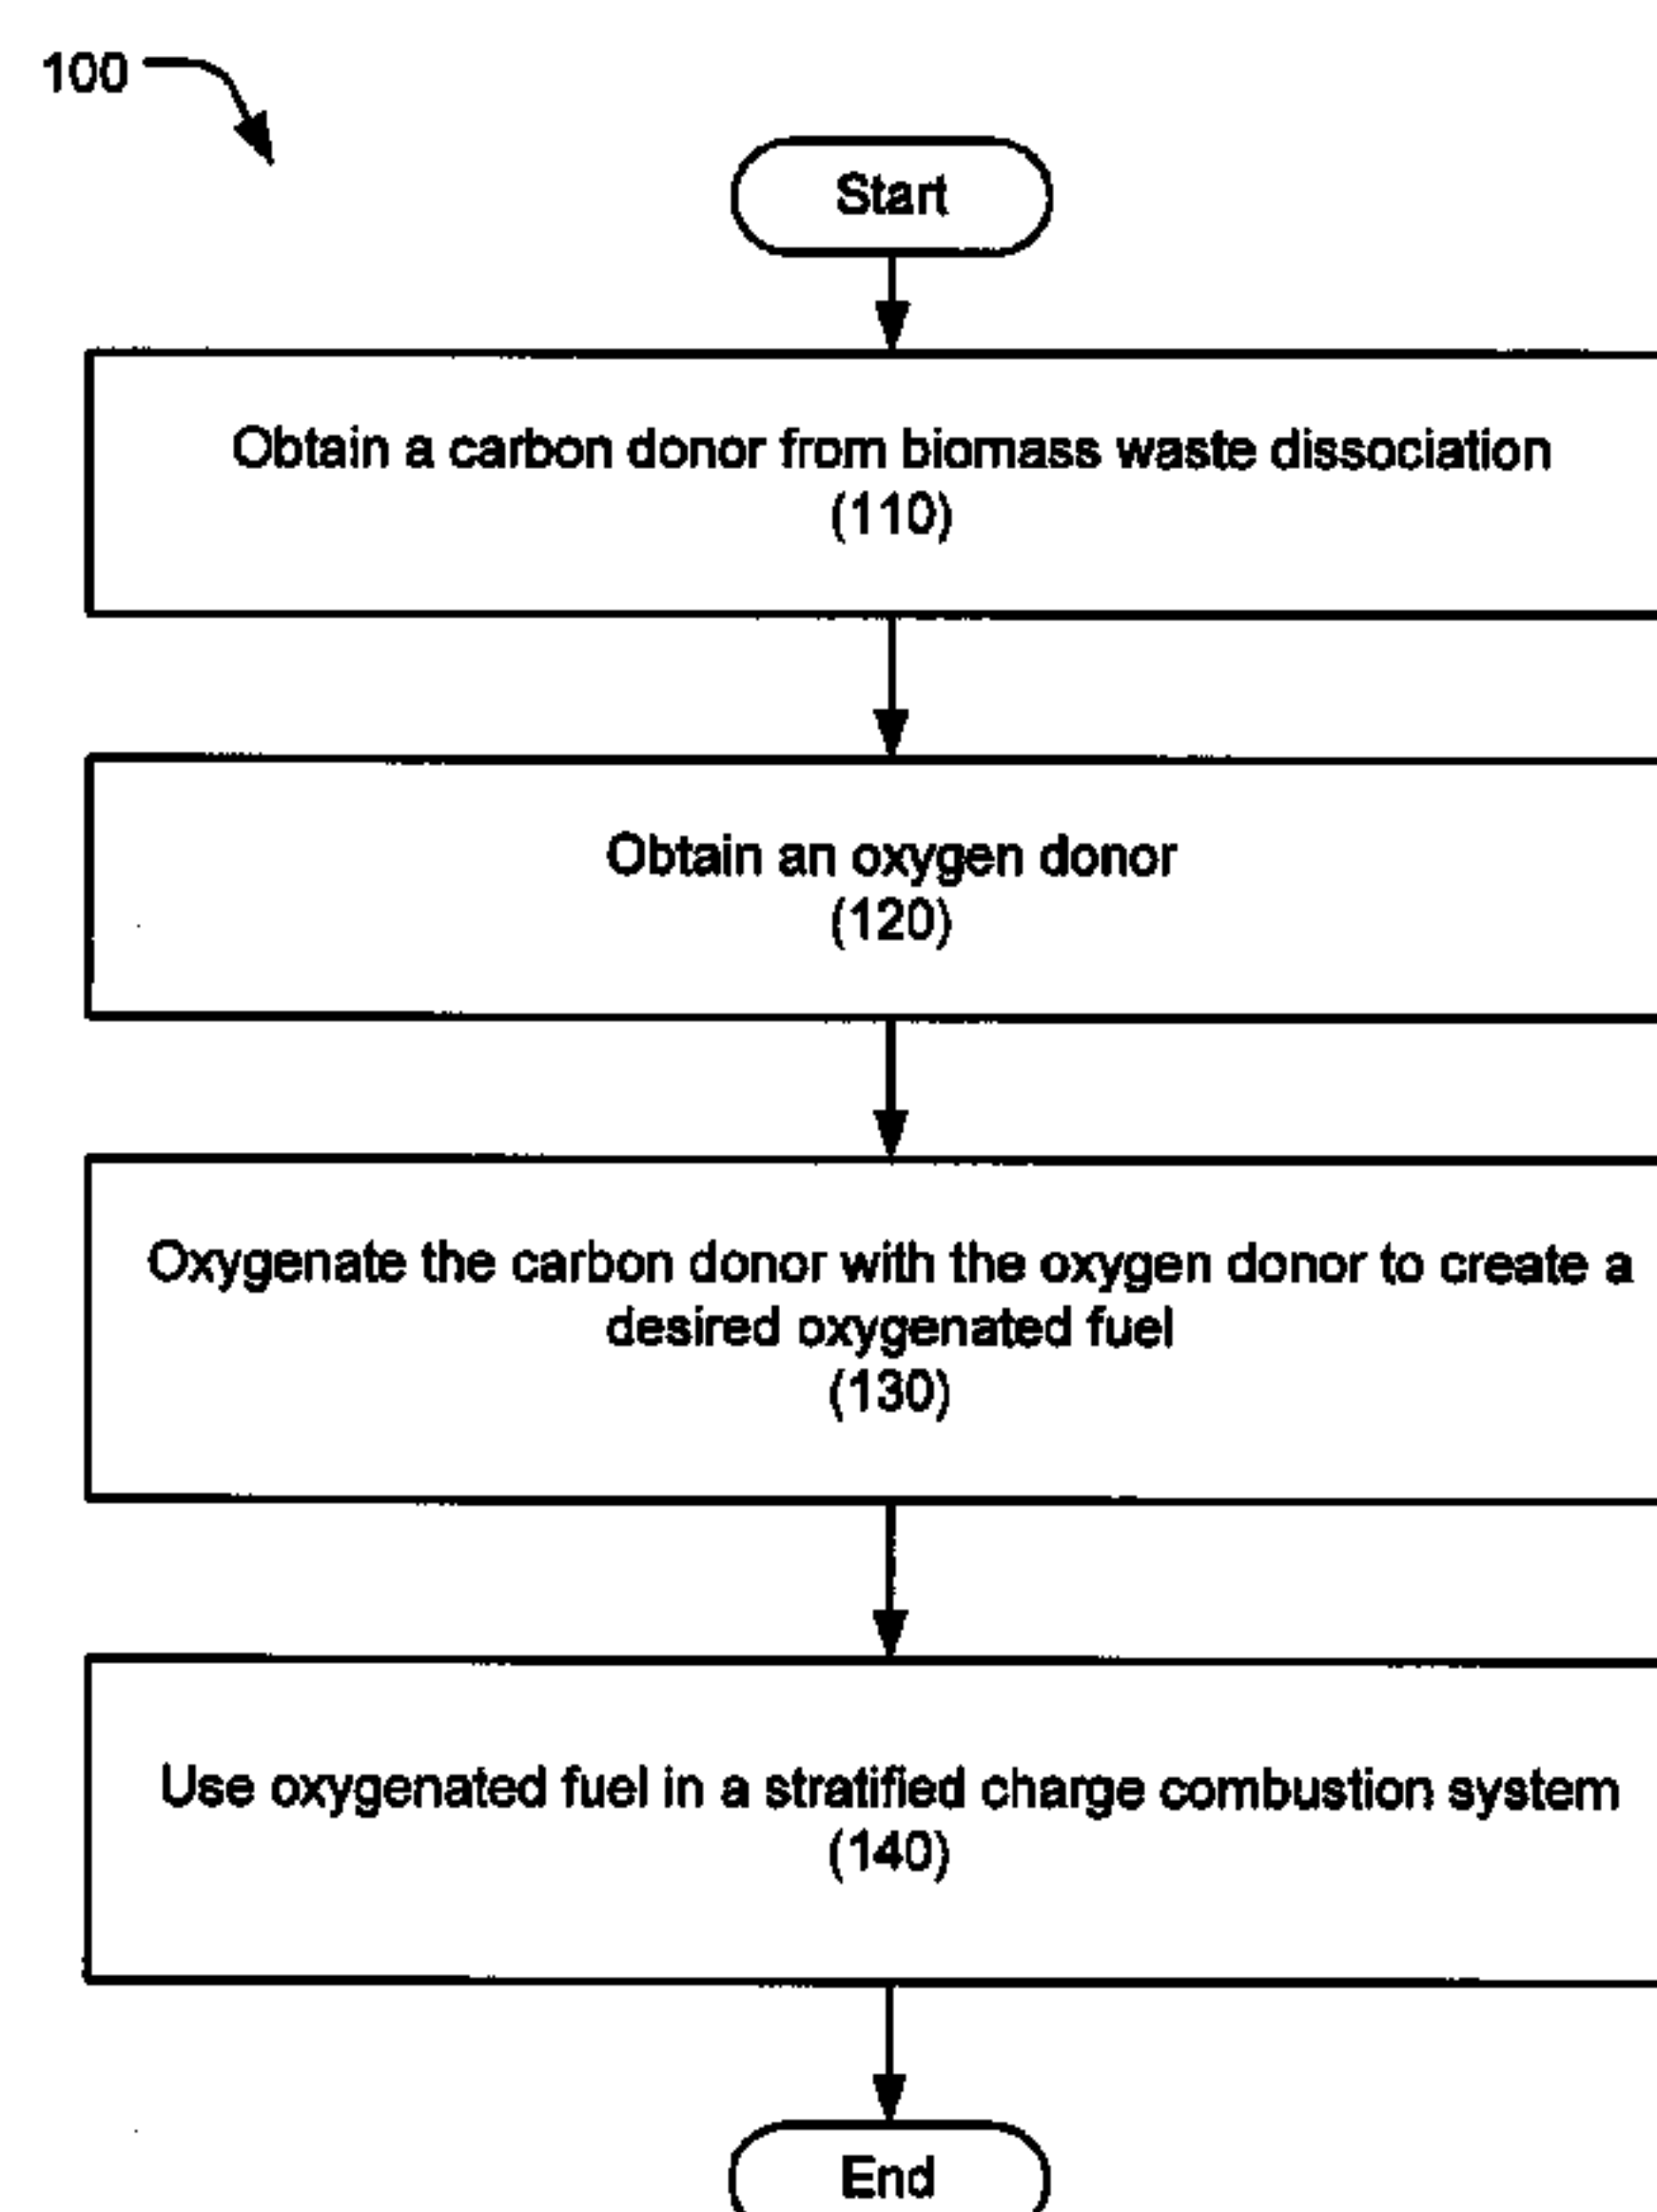 100
Start
Obtain a carbon donor from biomass waste dissociation
(110)
Obtain an oxygen donor
(120)
Oxygenate the carbon donor with the oxygen donor to create a
desired oxygenated fuel
(130)
Use oxygenated fuel in a stratified charge combustion system
(140)
End